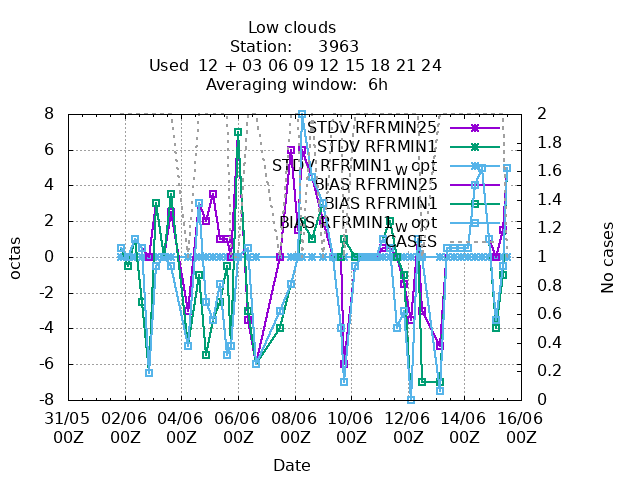 Low clouds
Station: 3963
Used 12 + 03 06 09 12 15 18 21 24
Averaging window: 6h
STDV RFRMIN25
STDV RFRMIN1
STDV RFRMIN1_w opt
BIAS RFRMIN25
BIAS RFRMIN1
BIAS RFRMIN1_w opt
CASES
octas
8
6
4
2
0
-2
-4
-6
-8
No cases
2
1.8
1.6
1.4
1.2
1
0.8
0.6
0.4
0.2
0
31/05 02/06 04/06 06/06 08/06 10/06 12/06 14/06 16/06
00Z 00Z 00Z 00Z 00Z 00Z 00Z 00Z 00Z
Date